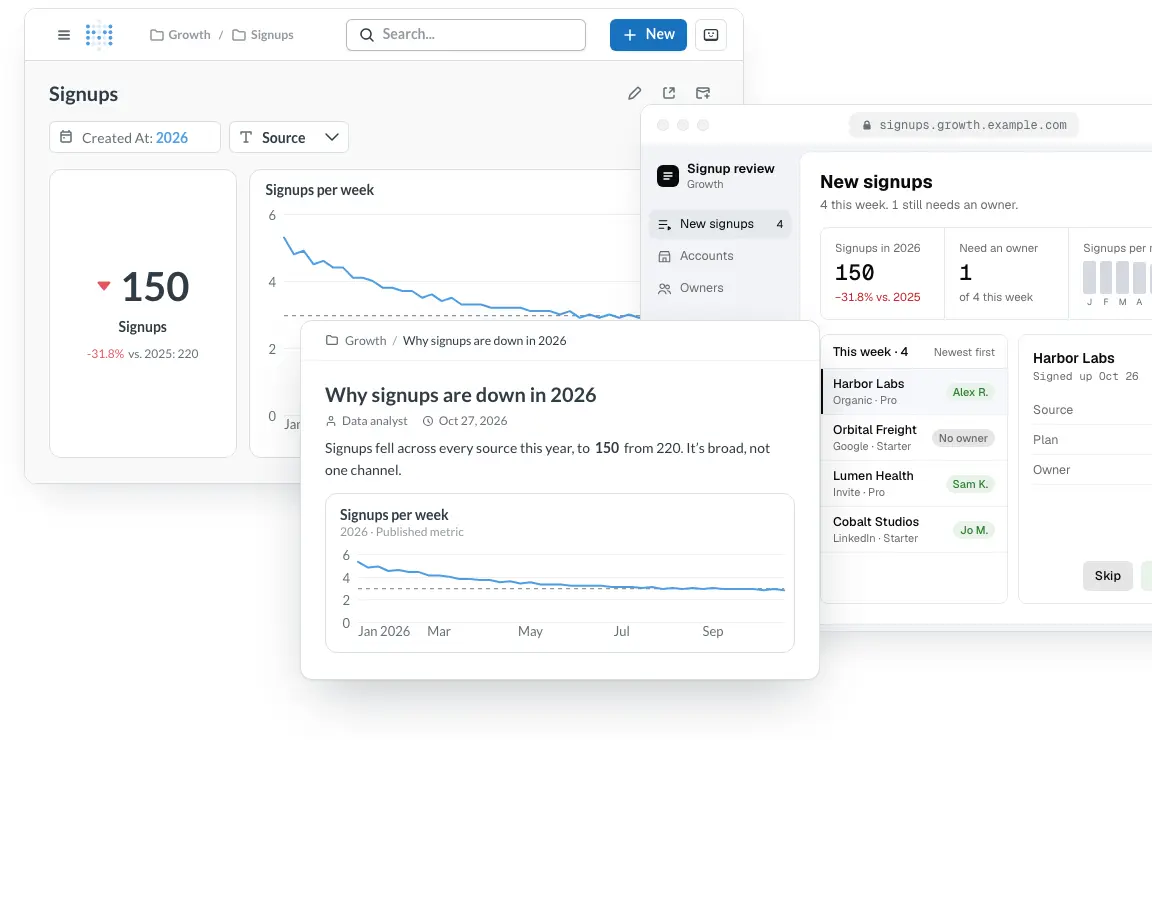 Growth / Signups
Search...
+ New
Signups
Created At: 2026
Source
150
Signups
-31.8% vs. 2025: 220
Signups per week
6
4
2
0
signups.growth.example.com
Signup review
Growth
New signups 4
Accounts
Owners
New signups
4 this week. 1 still needs an owner.
Signups in 2026
150
−31.8% vs. 2025
Need an owner
1
of 4 this week
Signups per
J F M A
This week · 4 Newest first
Harbor Labs
Organic · Pro
Alex R.
Orbital Freight
Google · Starter
No owner
Lumen Health
Invite · Pro
Sam K.
Cobalt Studios
LinkedIn · Starter
Jo M.
Harbor Labs
Signed up Oct 26
Source
Plan
Owner
Skip
Growth / Why signups are down in 2026
Why signups are down in 2026
Data analyst Oct 27, 2026
Signups fell across every source this year, to 150 from 220. It’s broad, not
one channel.
Signups per week
2026 · Published metric
6
4
2
0
Jan 2026 Mar May Jul Sep